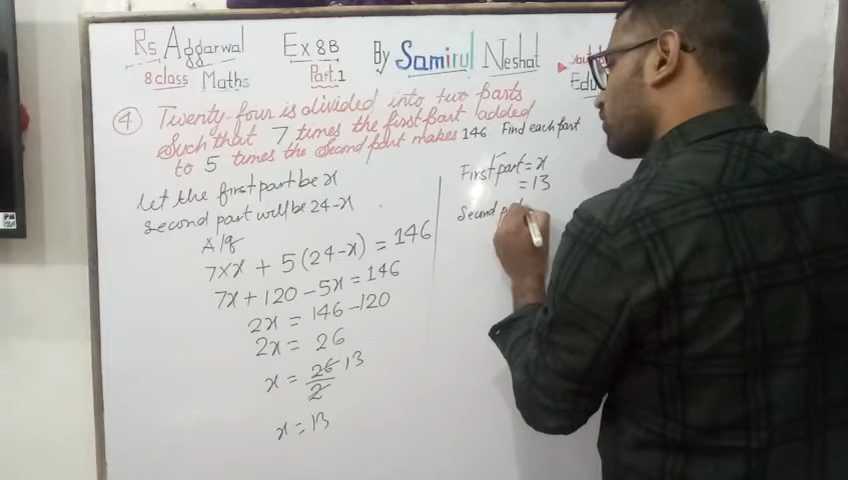 Rs Aggarwal Ex 8B By Samirul Neshat
8 class Maths Part.1
4 Twenty-four is divided into two parts
Such that 7 times the first part added
to 5 times the second part makes 146 Find each part
let the first part be x
second part will be 24-x
A/q
7×x + 5(24-x) = 146
7x + 120 - 5x = 146
2x = 146 - 120
2x = 26
x = 26/2 13
x = 13
First part = x
= 13
Second